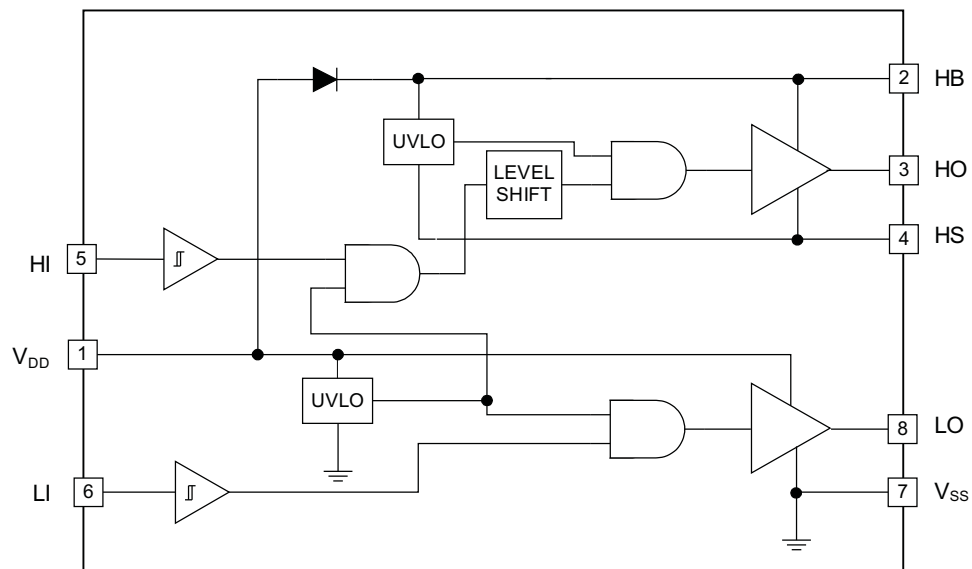 2 HB
UVLO
LEVEL
SHIFT
3 HO
HI 5
4 HS
VDD 1
UVLO
8 LO
LI 6
7 VSS